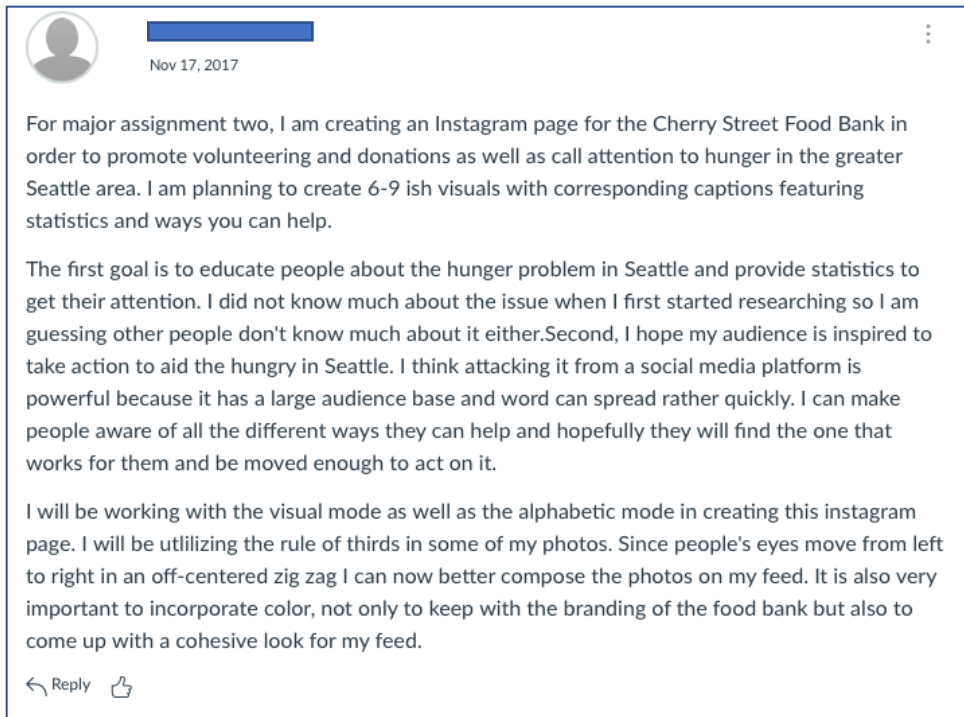 Nov 17, 2017
For major assignment two, I am creating an Instagram page for the Cherry Street Food Bank in
order to promote volunteering and donations as well as call attention to hunger in the greater
Seattle area. I am planning to create 6-9 ish visuals with corresponding captions featuring
statistics and ways you can help.
The first goal is to educate people about the hunger problem in Seattle and provide statistics to
get their attention. I did not know much about the issue when I first started researching so I am
guessing other people don't know much about it either.Second, I hope my audience is inspired to
take action to aid the hungry in Seattle. I think attacking it from a social media platform is
powerful because it has a large audience base and word can spread rather quickly. I can make
people aware of all the different ways they can help and hopefully they will find the one that
works for them and be moved enough to act on it.
I will be working with the visual mode as well as the alphabetic mode in creating this instagram
page. I will be utlilizing the rule of thirds in some of my photos. Since people's eyes move from left
to right in an off-centered zig zag I can now better compose the photos on my feed. It is also very
important to incorporate color, not only to keep with the branding of the food bank but also to
come up with a cohesive look for my feed.
Reply